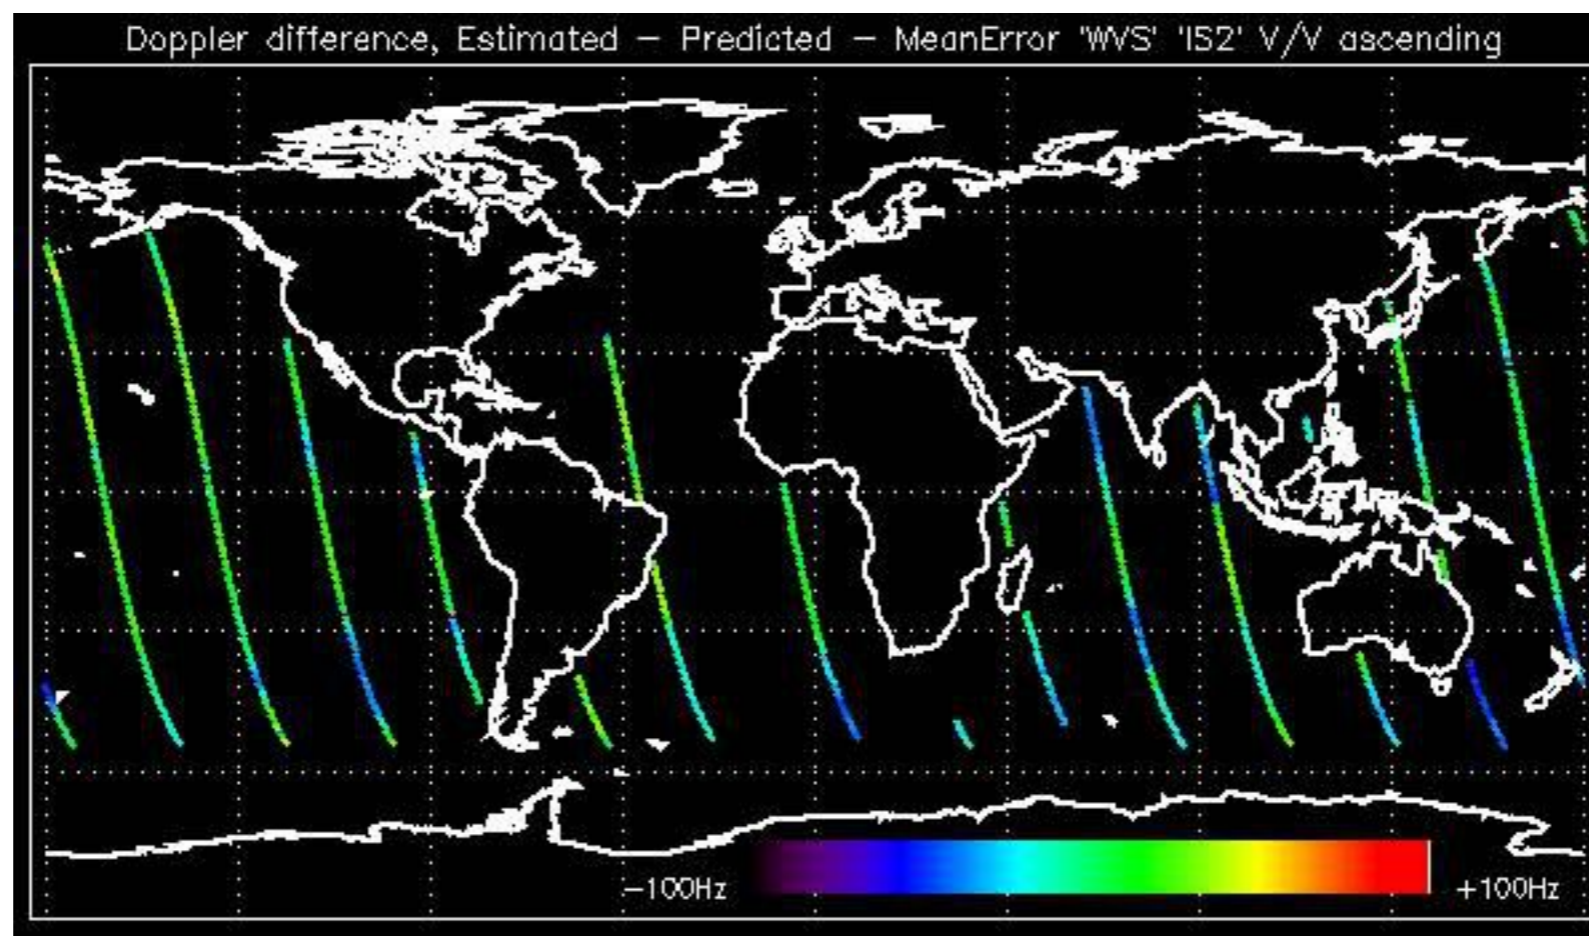 Doppler difference, Estimated – Predicted – MeanError 'WVS' 'IS2' V/V ascending
–100Hz
+100Hz